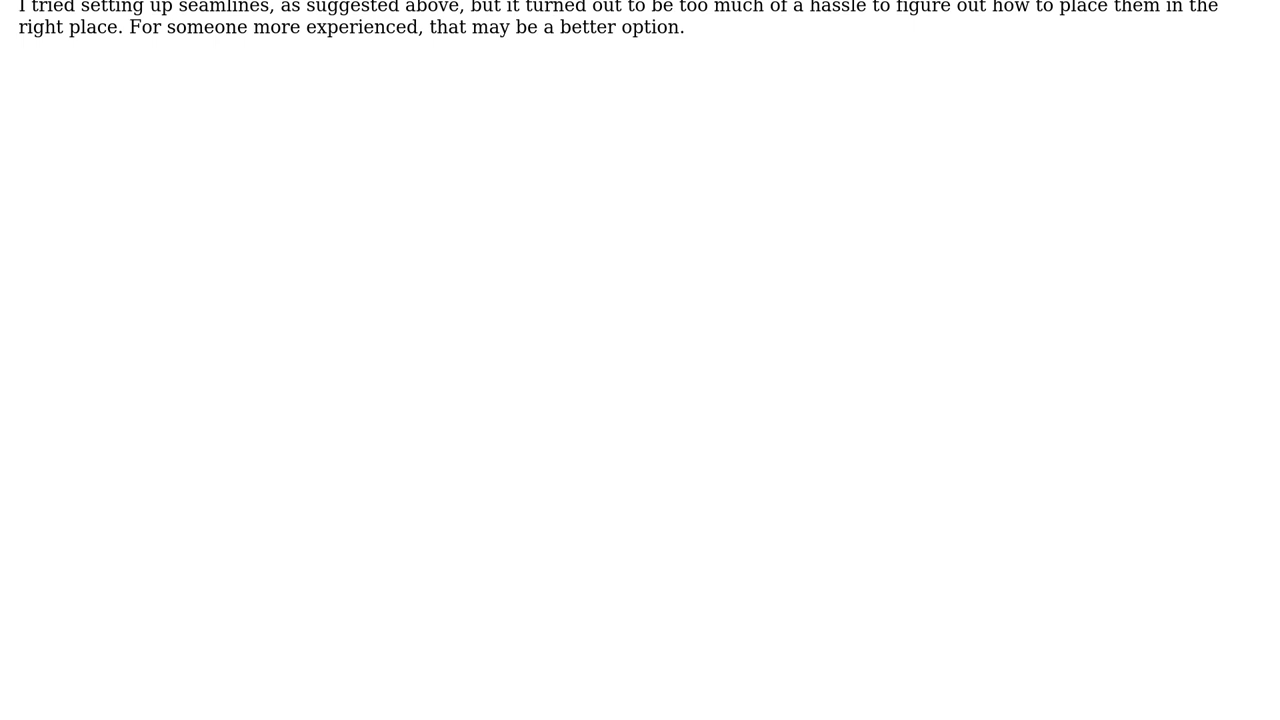 I tried setting up seamlines, as suggested above, but it turned out to be too much of a hassle to figure out how to place them in the
right place. For someone more experienced, that may be a better option.